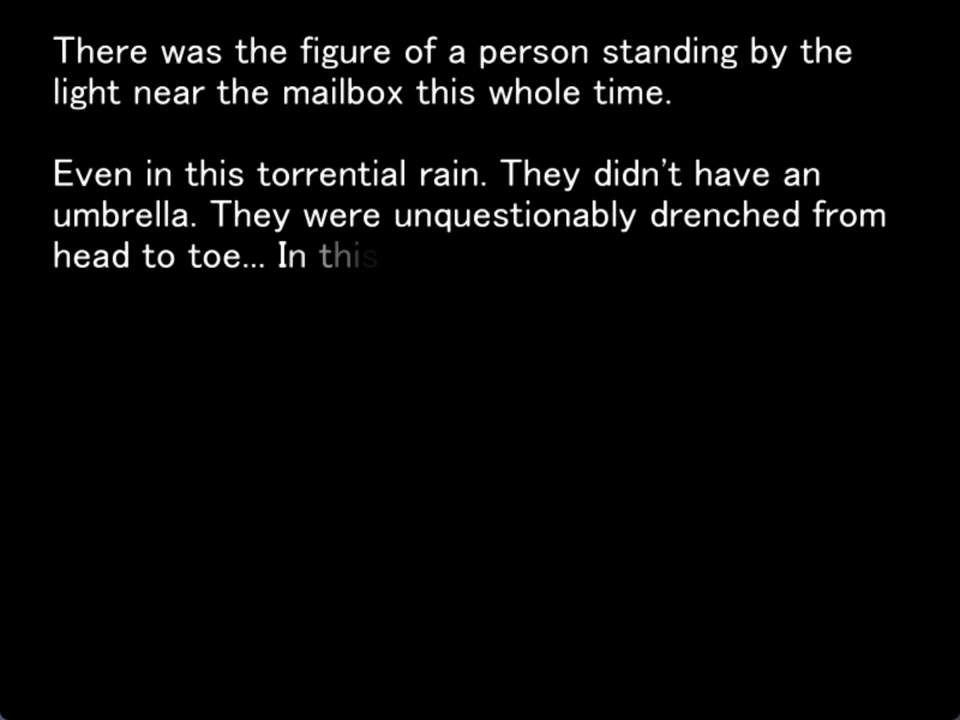 There was the figure of a person standing by the
light near the mailbox this whole time.
Even in this torrential rain. They didn't have an
umbrella. They were unquestionably drenched from
head to toe... In this